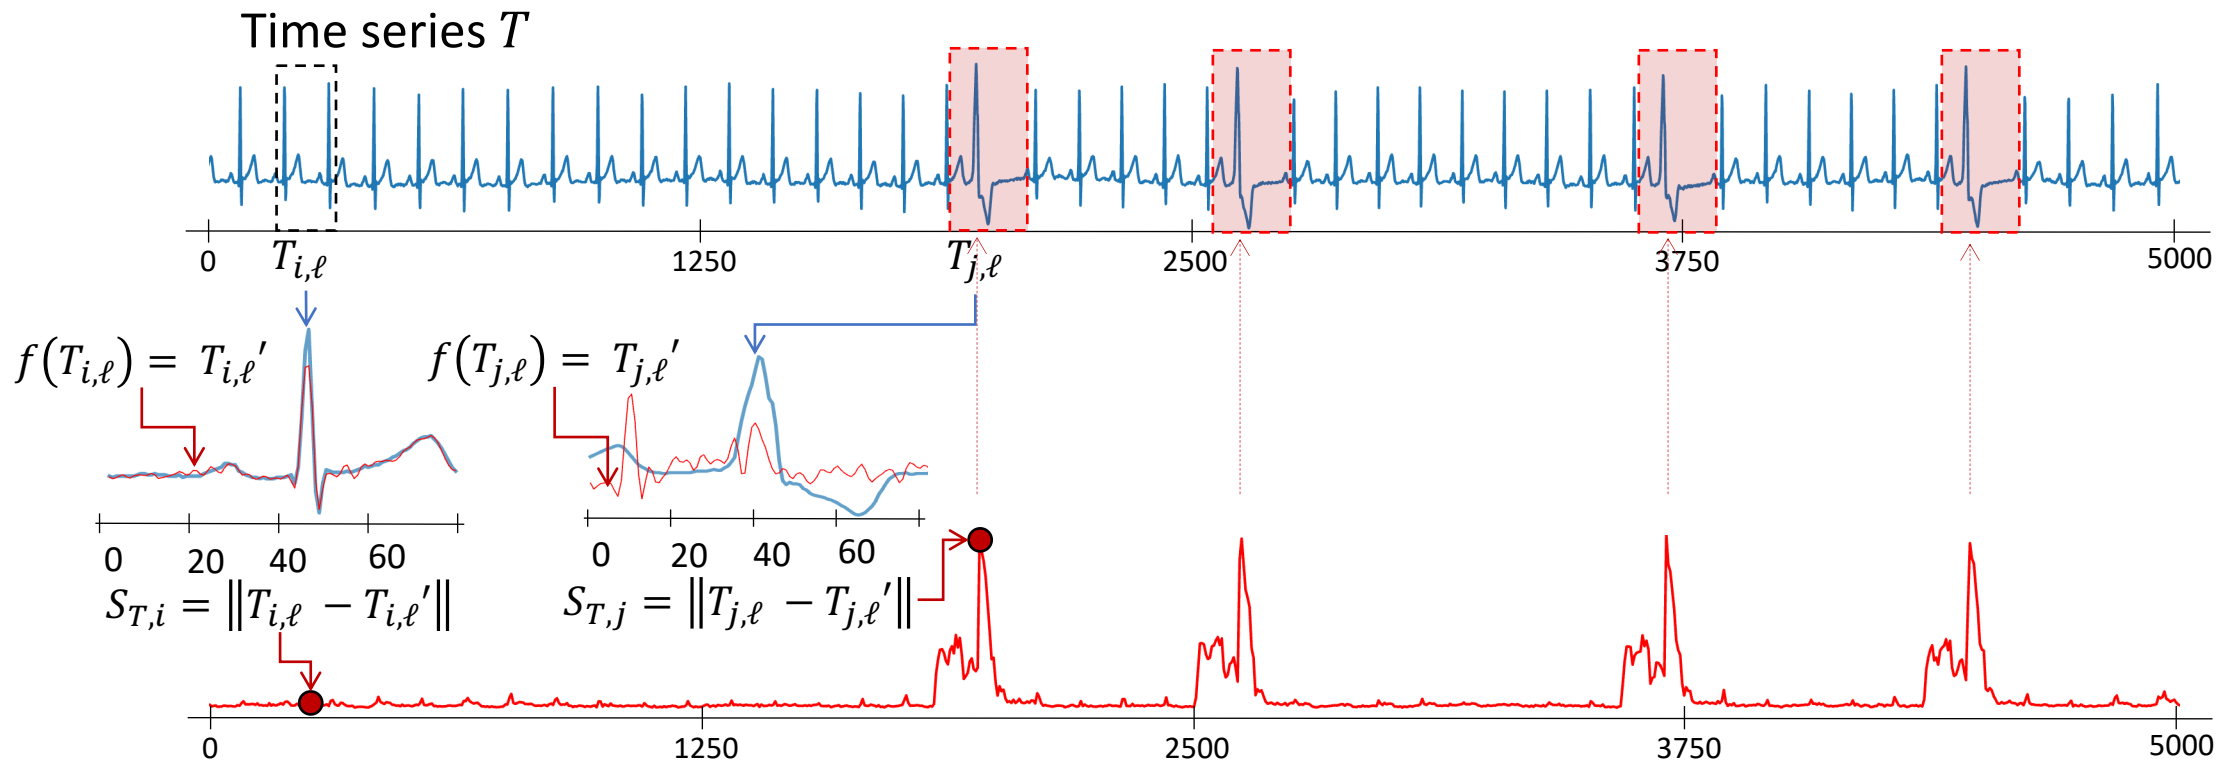 Time series T
0 1250 2500 3750 5000
T_{i,ℓ} T_{j,ℓ}
f(T_{i,ℓ}) = T_{i,ℓ}′
f(T_{j,ℓ}) = T_{j,ℓ}′
0 20 40 60
0 20 40 60
S_{T,i} = ‖T_{i,ℓ} − T_{i,ℓ}′‖
S_{T,j} = ‖T_{j,ℓ} − T_{j,ℓ}′‖
0 1250 2500 3750 5000